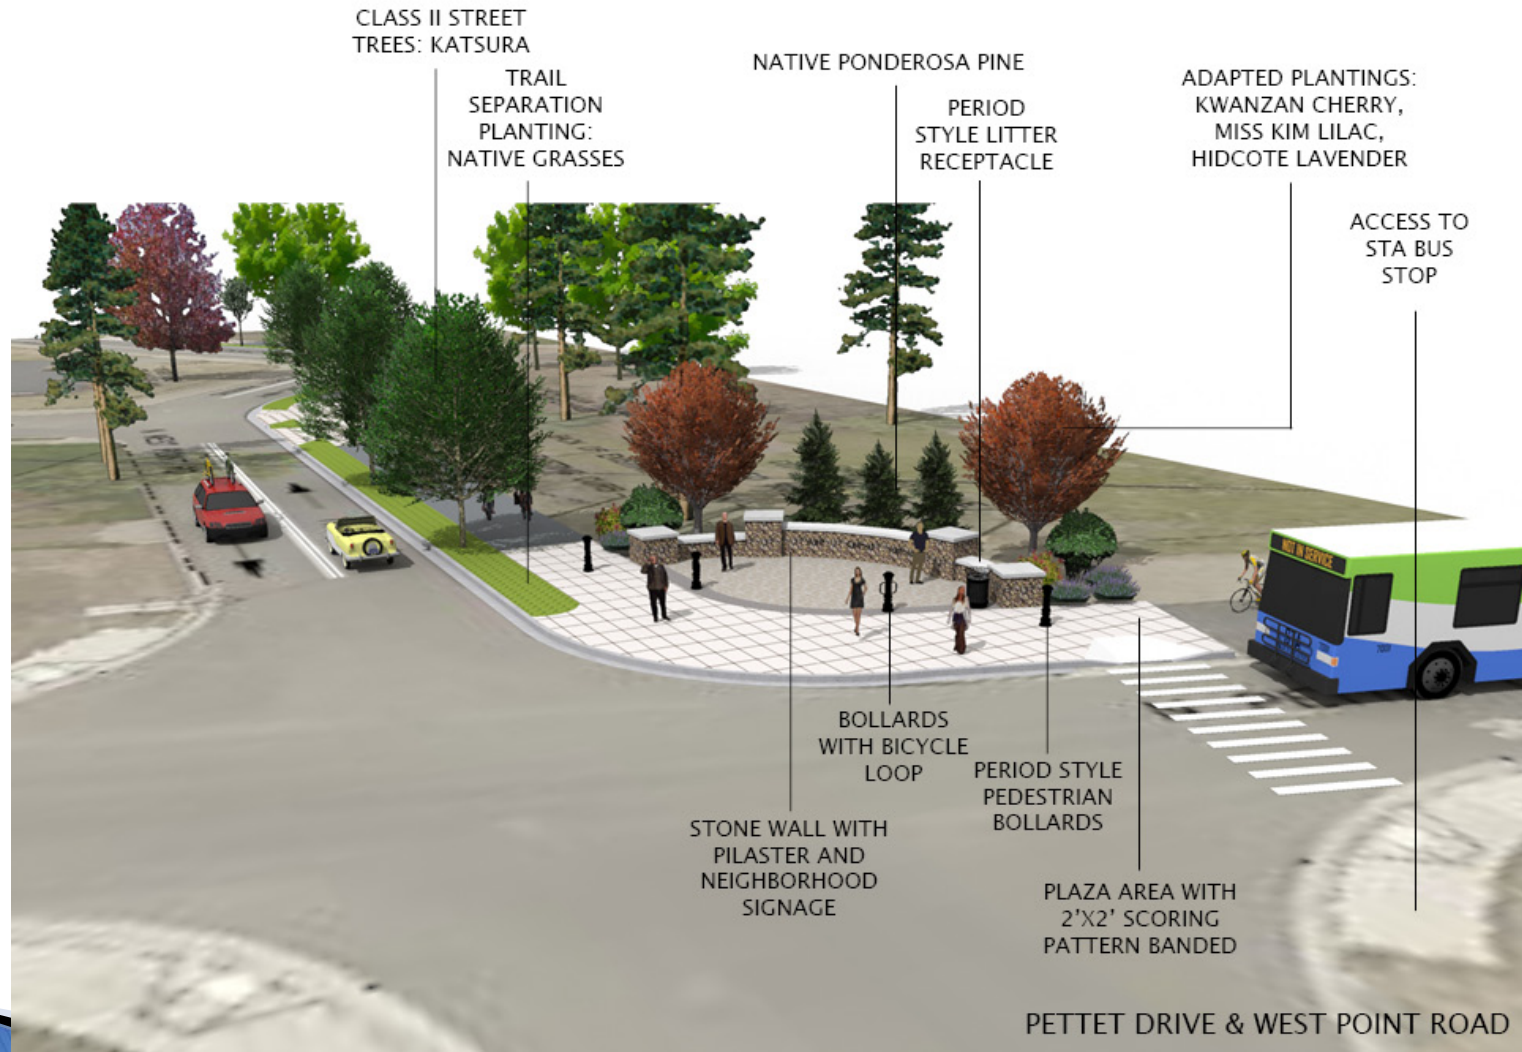 CLASS II STREET
TREES: KATSURA
TRAIL
SEPARATION
PLANTING:
NATIVE GRASSES
NATIVE PONDEROSA PINE
PERIOD
STYLE LITTER
RECEPTACLE
ADAPTED PLANTINGS:
KWANZAN CHERRY,
MISS KIM LILAC,
HIDCOTE LAVENDER
ACCESS TO
STA BUS
STOP
NOT IN SERVICE
BOLLARDS
WITH BICYCLE
LOOP
PERIOD STYLE
PEDESTRIAN
BOLLARDS
STONE WALL WITH
PILASTER AND
NEIGHBORHOOD
SIGNAGE
PLAZA AREA WITH
2'X2' SCORING
PATTERN BANDED
PETTET DRIVE & WEST POINT ROAD